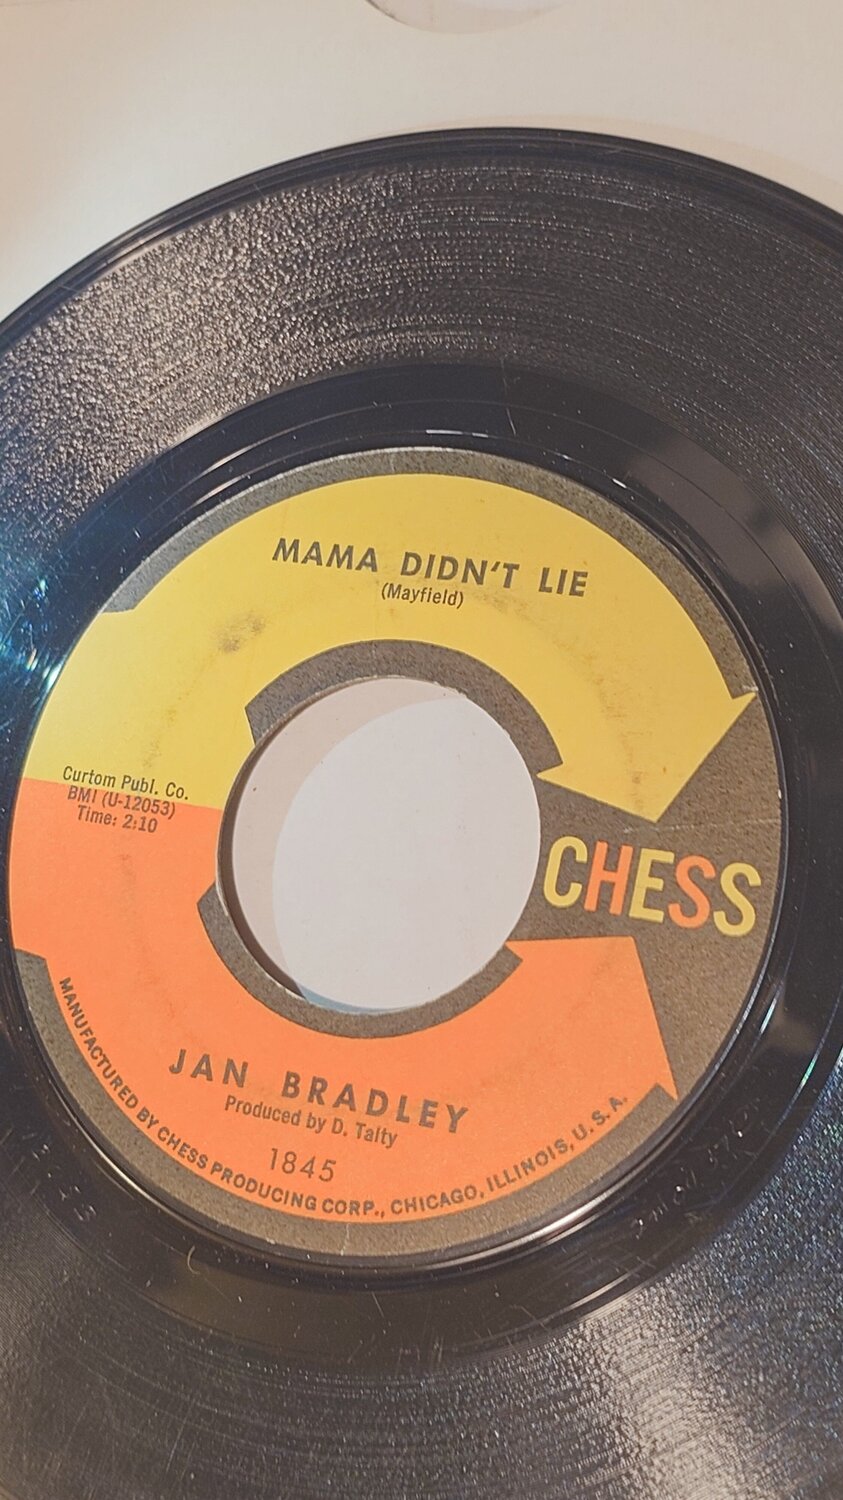 MAMA DIDN'T LIE
(Mayfield)
Curtom Publ. Co.
BMI (U-12053)
Time: 2:10
CHESS
JAN BRADLEY
Produced by D. Talty
1845
MANUFACTURED BY CHESS PRODUCING CORP., CHICAGO, ILLINOIS, U.S.A.